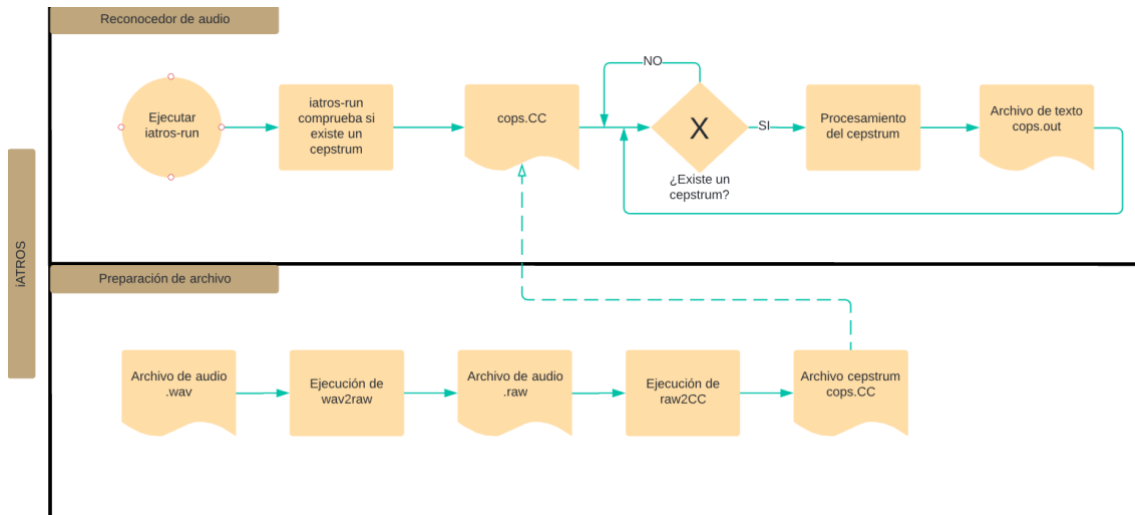 Reconocedor de audio
iATROS
Ejecutar
iatros-run
iatros-run
comprueba si
existe un
cepstrum
cops.CC
NO
X
¿Existe un
cepstrum?
SI
Procesamiento
del cepstrum
Archivo de texto
cops.out
Preparación de archivo
Archivo de audio
.wav
Ejecución de
wav2raw
Archivo de audio
.raw
Ejecución de
raw2CC
Archivo cepstrum
cops.CC